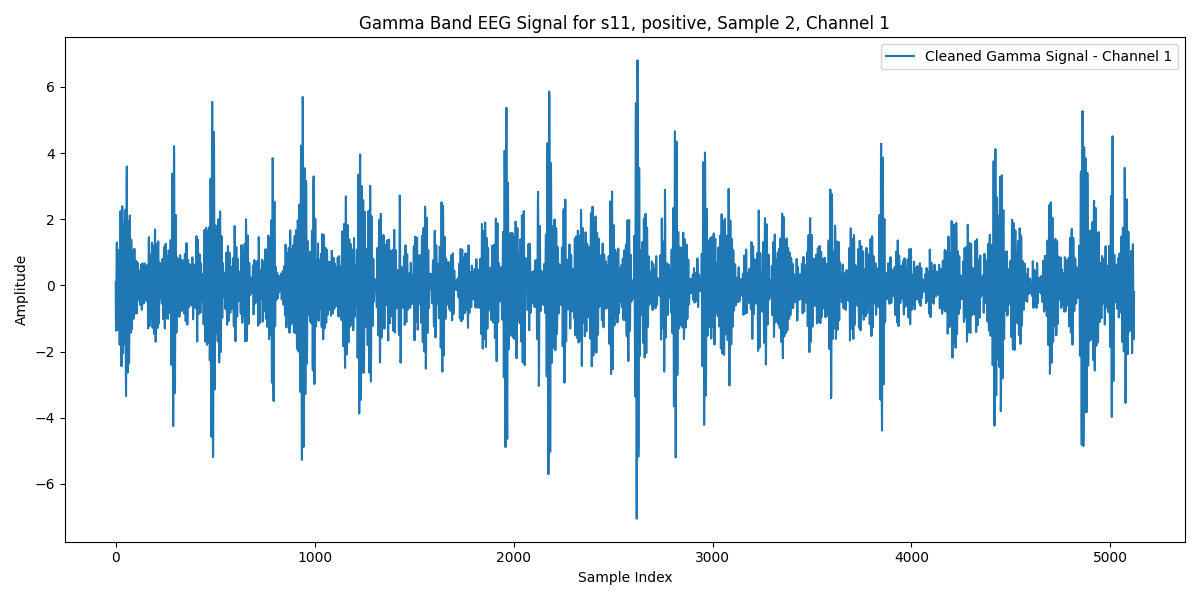 Gamma Band EEG Signal for s11, positive, Sample 2, Channel 1
Cleaned Gamma Signal - Channel 1
Amplitude
6
4
2
0
−2
−4
−6
0 1000 2000 3000 4000 5000
Sample Index